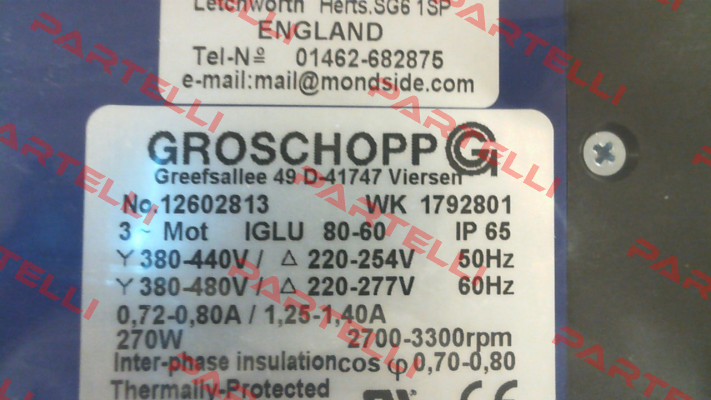 Letchworth Herts.SG6 1SP
ENGLAND
Tel-Nº 01462-682875
e-mail:mail@mondside.com
GROSCHOPP G
Greefsallee 49 D-41747 Viersen
No.12602813 WK 1792801
3 ~ Mot IGLU 80-60 IP 65
Y 380-440V / Δ 220-254V 50Hz
Y 380-480V / Δ 220-277V 60Hz
0,72-0,80A / 1,25-1,40A
270W 2700-3300rpm
Inter-phase insulation cos φ 0,70-0,80
Thermally-Protected
PARTELLI